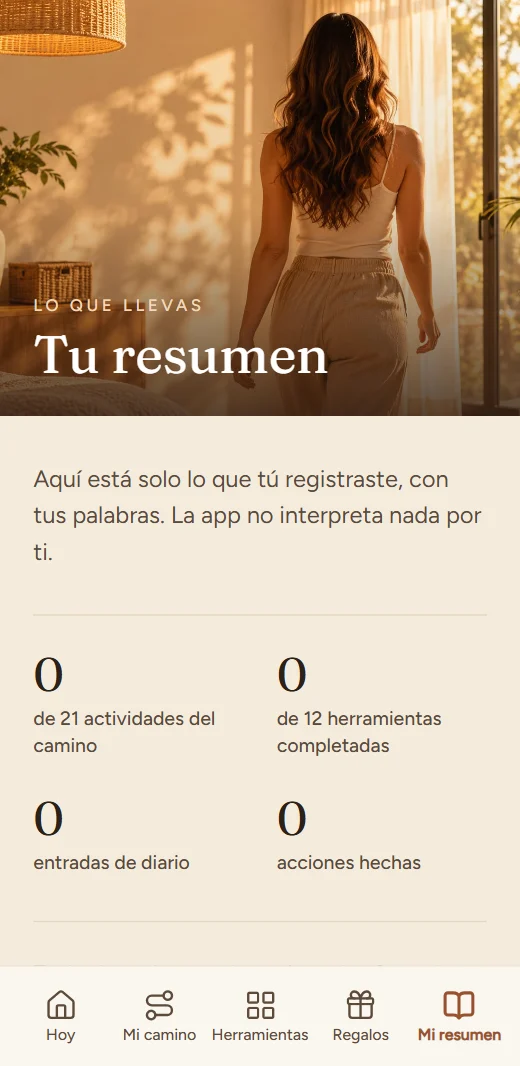 LO QUE LLEVAS
Tu resumen
Aquí está solo lo que tú registraste, con
tus palabras. La app no interpreta nada por
ti.
0
de 21 actividades del
camino
0
de 12 herramientas
completadas
0
entradas de diario
0
acciones hechas
Hoy
Mi camino
Herramientas
Regalos
Mi resumen